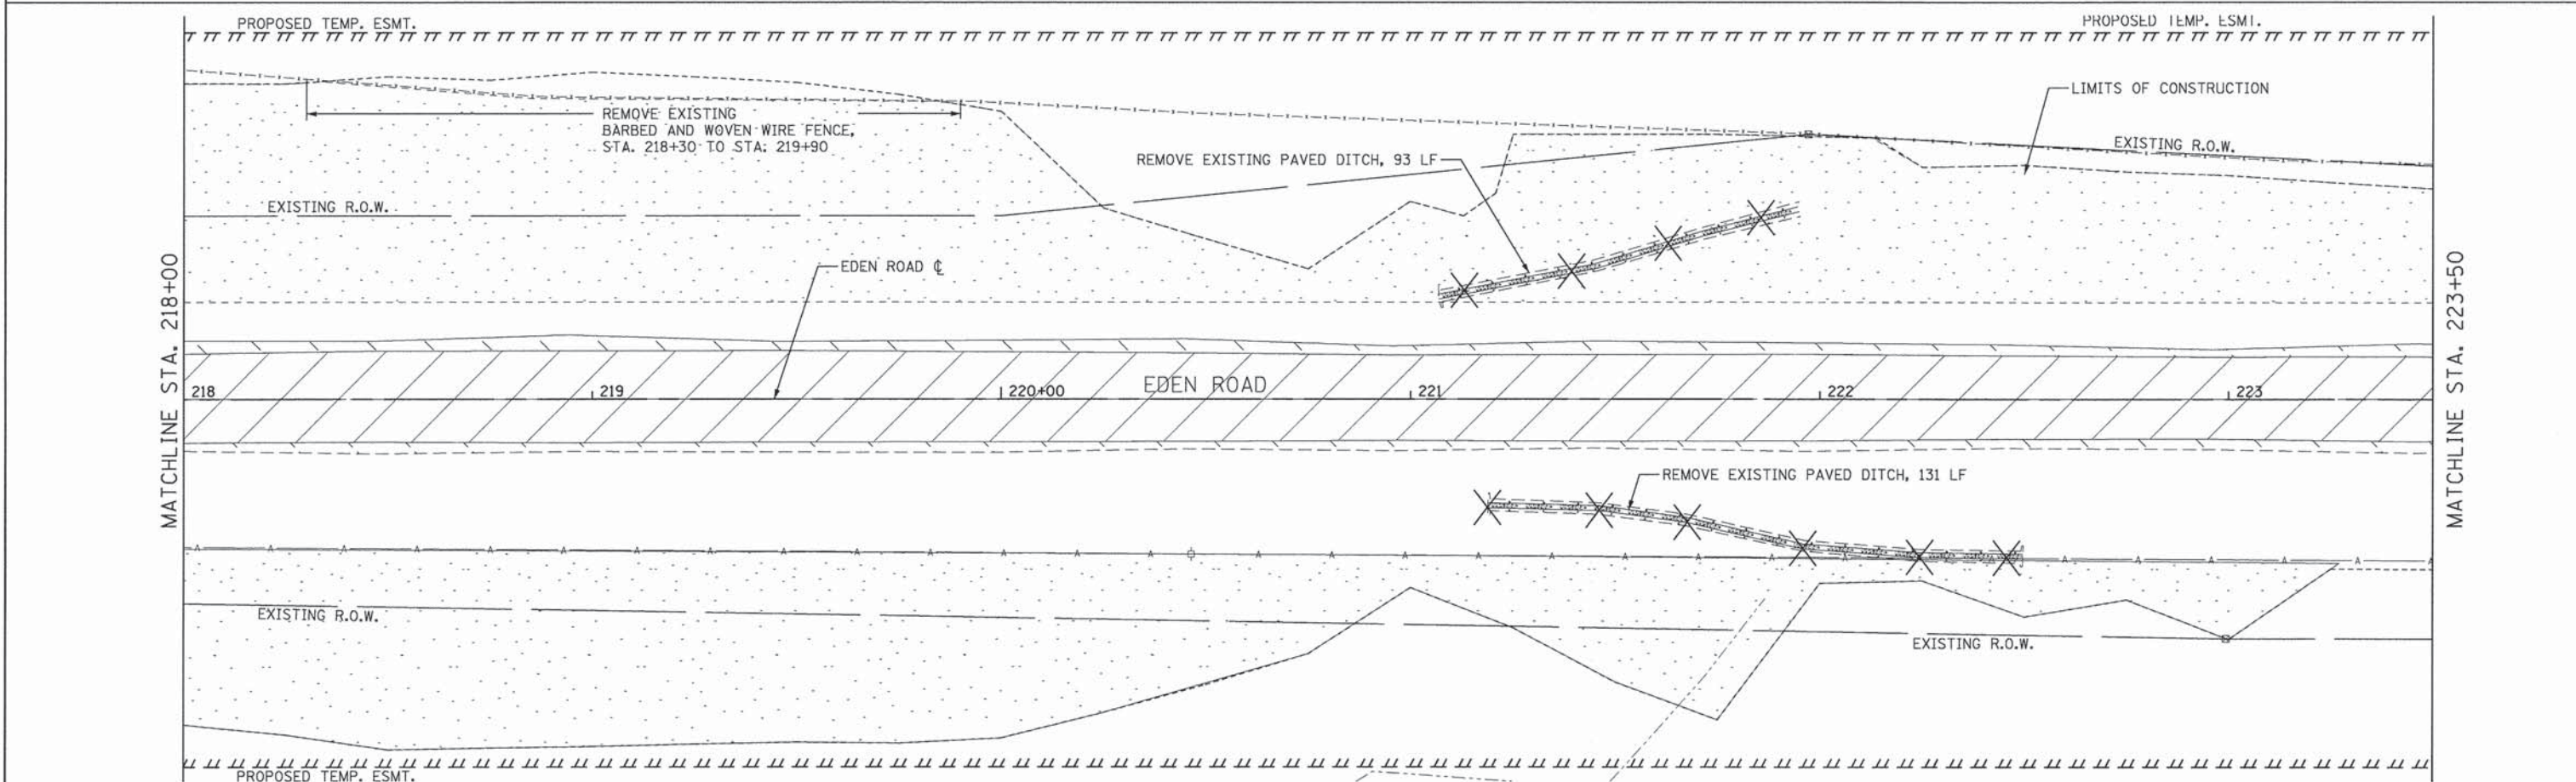 PROPOSED TEMP. ESMT.
PROPOSED TEMP. ESMT.
LIMITS OF CONSTRUCTION
REMOVE EXISTING
BARBED AND WOVEN WIRE FENCE,
STA. 218+30 TO STA. 219+90
EXISTING R.O.W.
REMOVE EXISTING PAVED DITCH, 93 LF
EXISTING R.O.W.
EDEN ROAD ℄
MATCHLINE STA. 218+00
MATCHLINE STA. 223+50
EDEN ROAD
218
219
220+00
221
222
223
REMOVE EXISTING PAVED DITCH, 131 LF
A A A A A A A A A A A A A A A A A A A A A A A A
EXISTING R.O.W.
EXISTING R.O.W.
PROPOSED TEMP. ESMT.